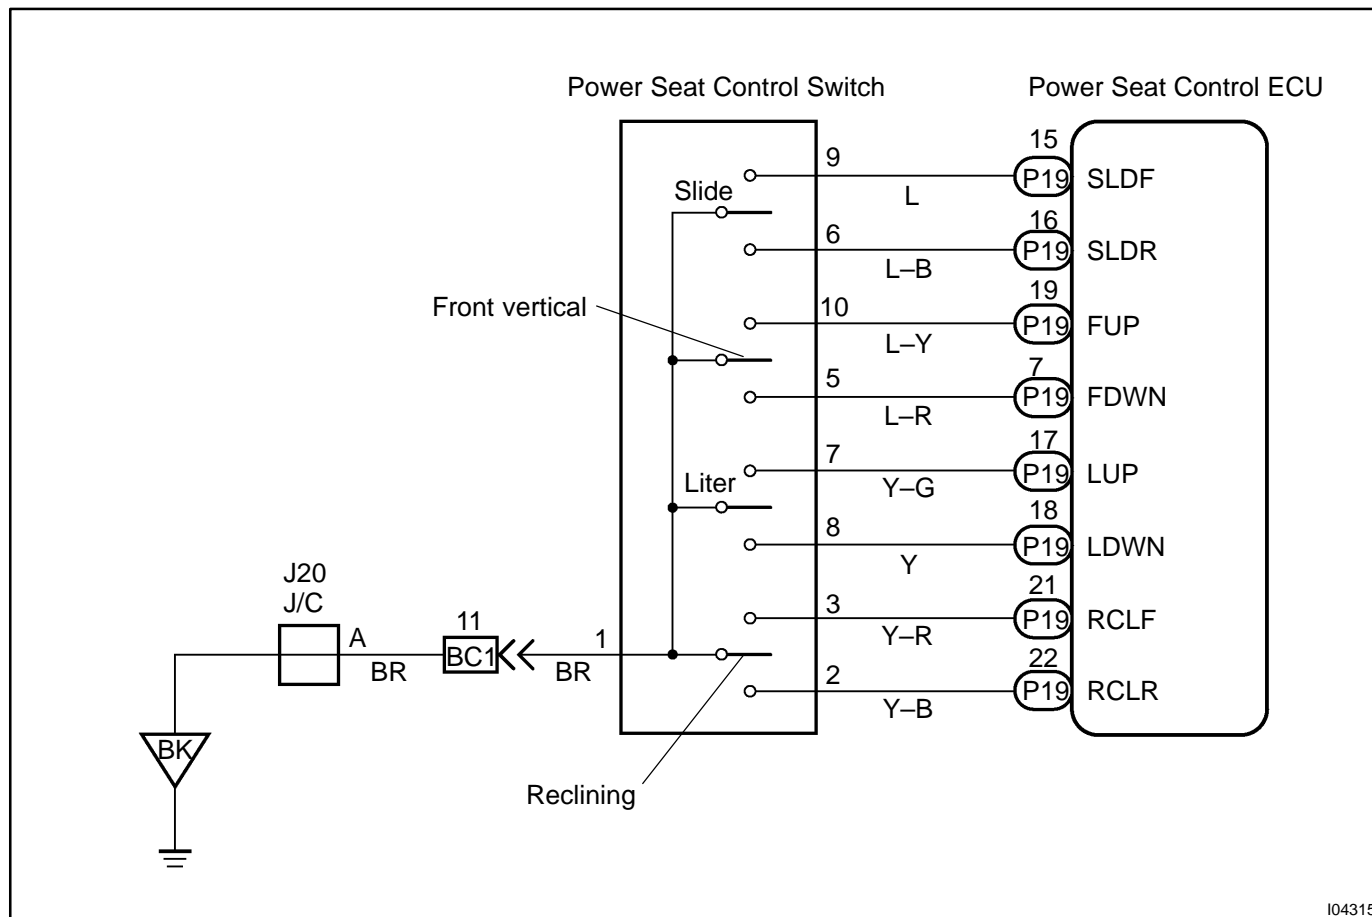 Power Seat Control Switch
Power Seat Control ECU
9
L
15
P19
SLDF
Slide
6
L–B
16
P19
SLDR
Front vertical
10
L–Y
19
P19
FUP
5
L–R
7
P19
FDWN
7
Y–G
17
P19
LUP
Liter
8
Y
18
P19
LDWN
3
Y–R
21
P19
RCLF
J20
J/C
A
BR
11
BC1
BR
1
2
Y–B
22
P19
RCLR
BK
Reclining
I04315